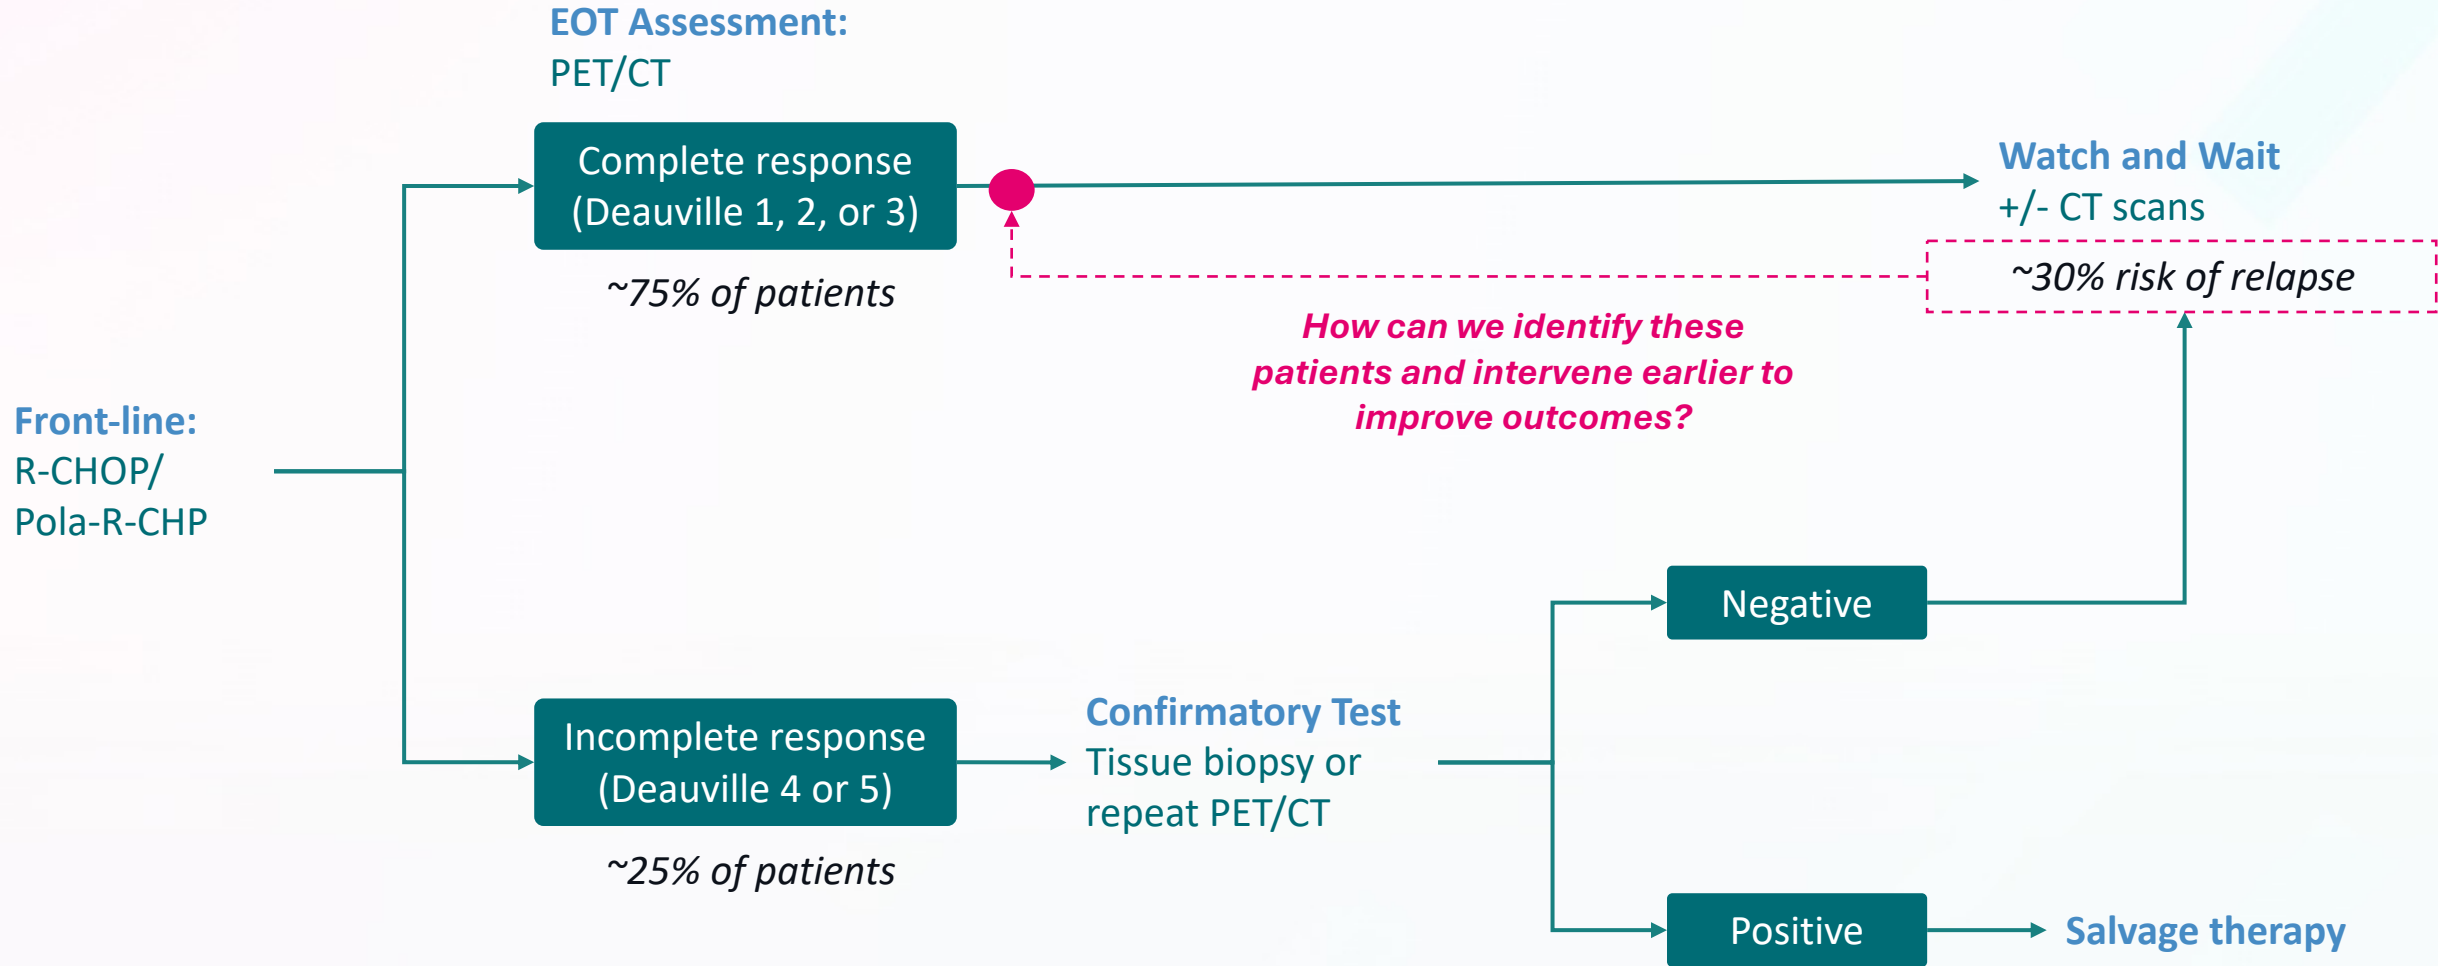 EOT Assessment:
PET/CT
Complete response
(Deauville 1, 2, or 3)
~75% of patients
Watch and Wait
+/- CT scans
~30% risk of relapse
How can we identify these
patients and intervene earlier to
improve outcomes?
Front-line:
R-CHOP/
Pola-R-CHP
Incomplete response
(Deauville 4 or 5)
~25% of patients
Confirmatory Test
Tissue biopsy or
repeat PET/CT
Negative
Positive
Salvage therapy